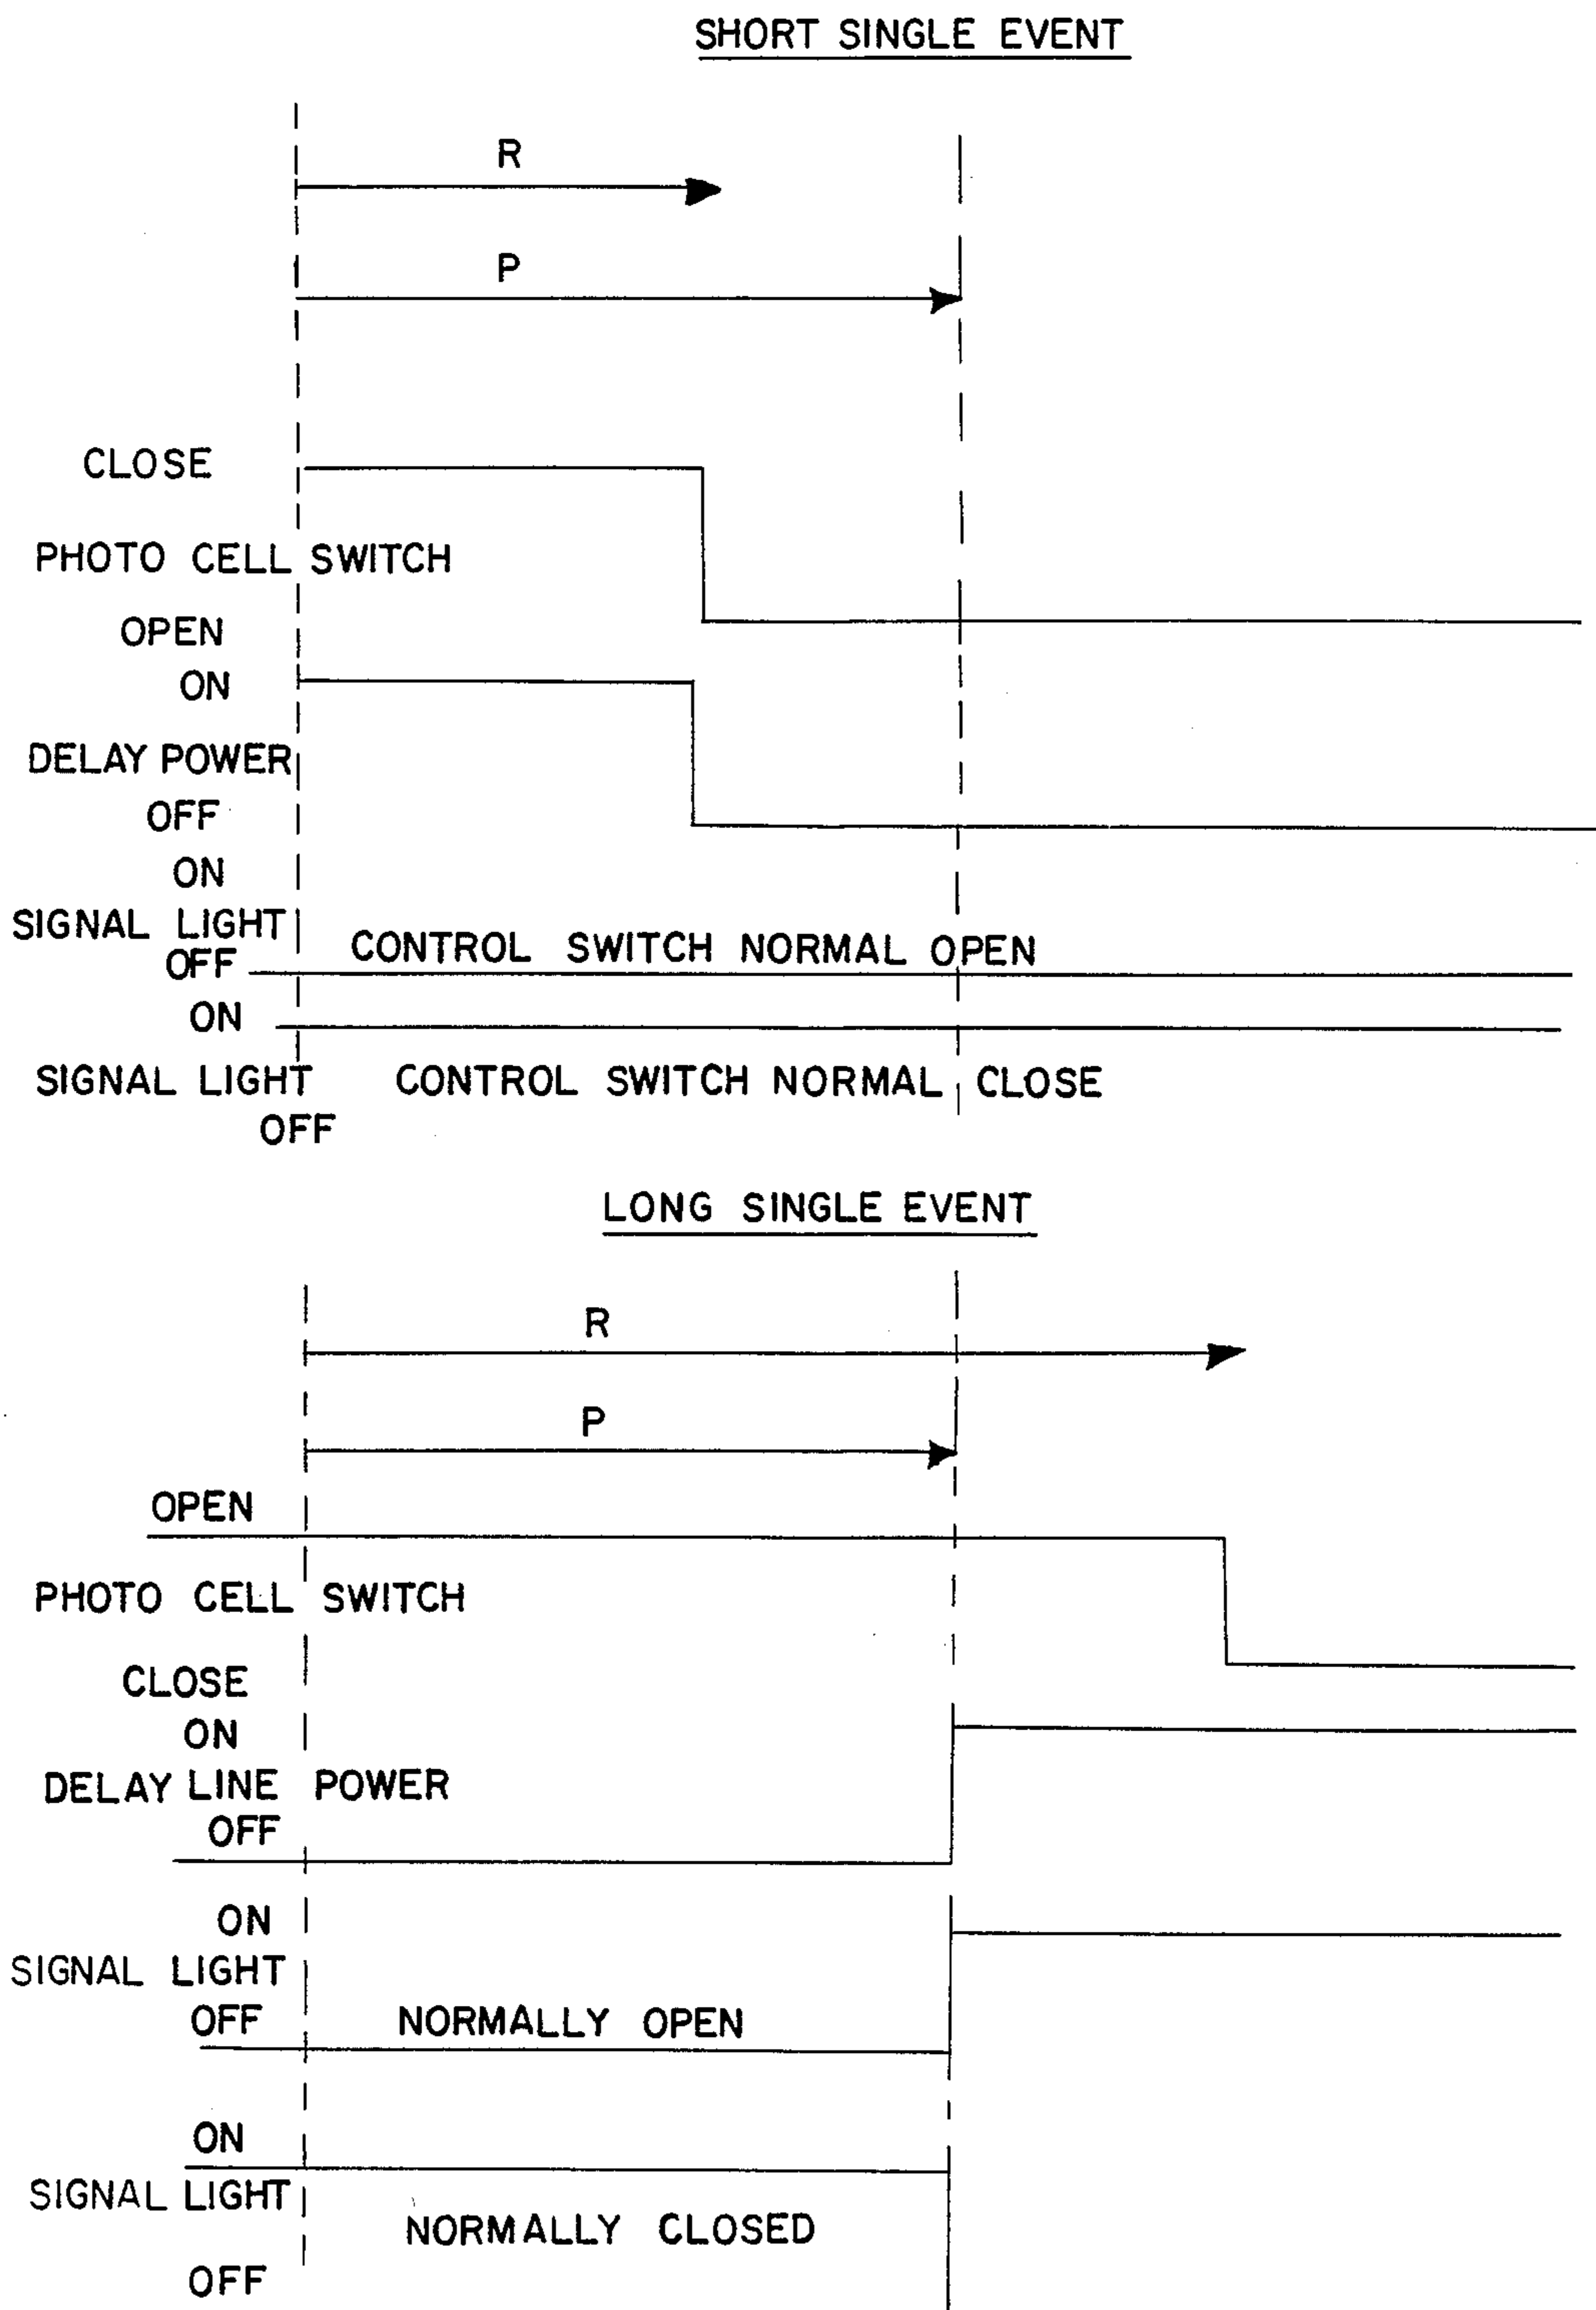 SHORT SINGLE EVENT
R
P
CLOSE
PHOTO CELL SWITCH
OPEN
ON
DELAY POWER
OFF
ON
SIGNAL LIGHT
OFF CONTROL SWITCH NORMAL OPEN
ON
SIGNAL LIGHT CONTROL SWITCH NORMAL CLOSE
OFF
LONG SINGLE EVENT
R
P
OPEN
PHOTO CELL SWITCH
CLOSE
ON
DELAY LINE POWER
OFF
ON
SIGNAL LIGHT
OFF NORMALLY OPEN
ON
SIGNAL LIGHT
NORMALLY CLOSED
OFF